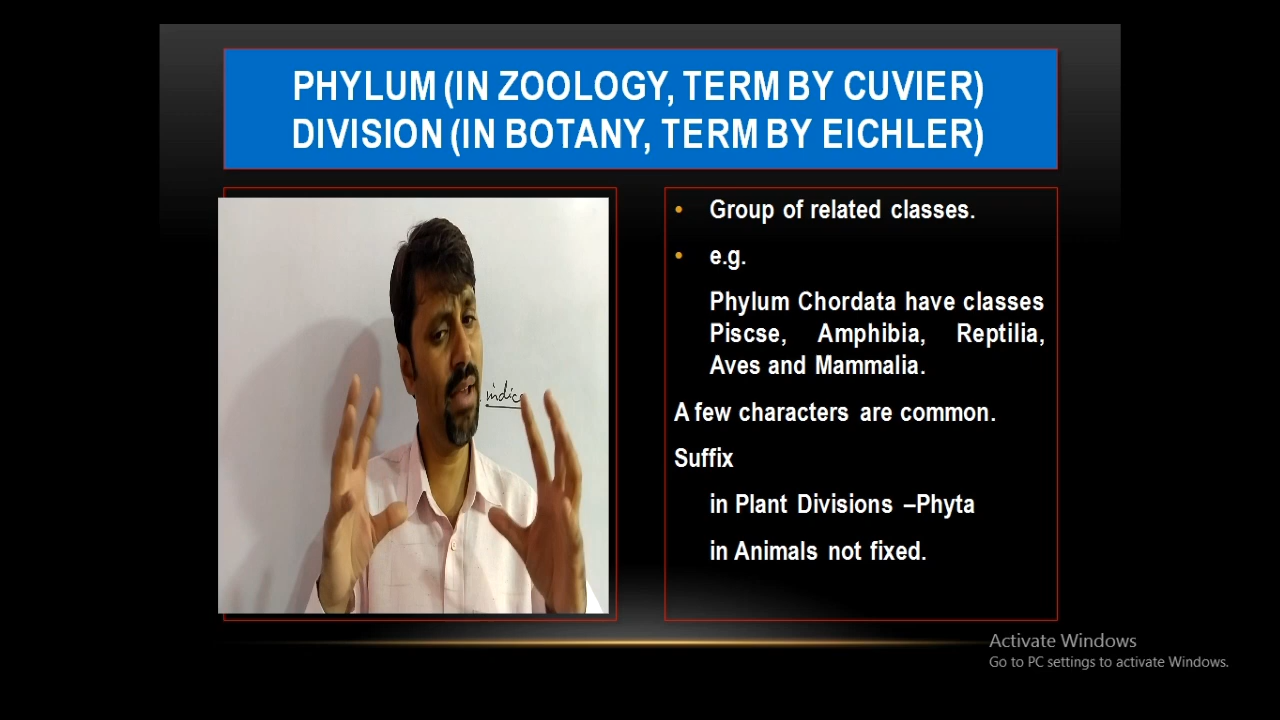 PHYLUM (IN ZOOLOGY, TERM BY CUVIER)
DIVISION (IN BOTANY, TERM BY EICHLER)
indica
• Group of related classes.
• e.g.
Phylum Chordata have classes
Piscse, Amphibia, Reptilia,
Aves and Mammalia.
A few characters are common.
Suffix
in Plant Divisions –Phyta
in Animals not fixed.
Activate Windows
Go to PC settings to activate Windows.